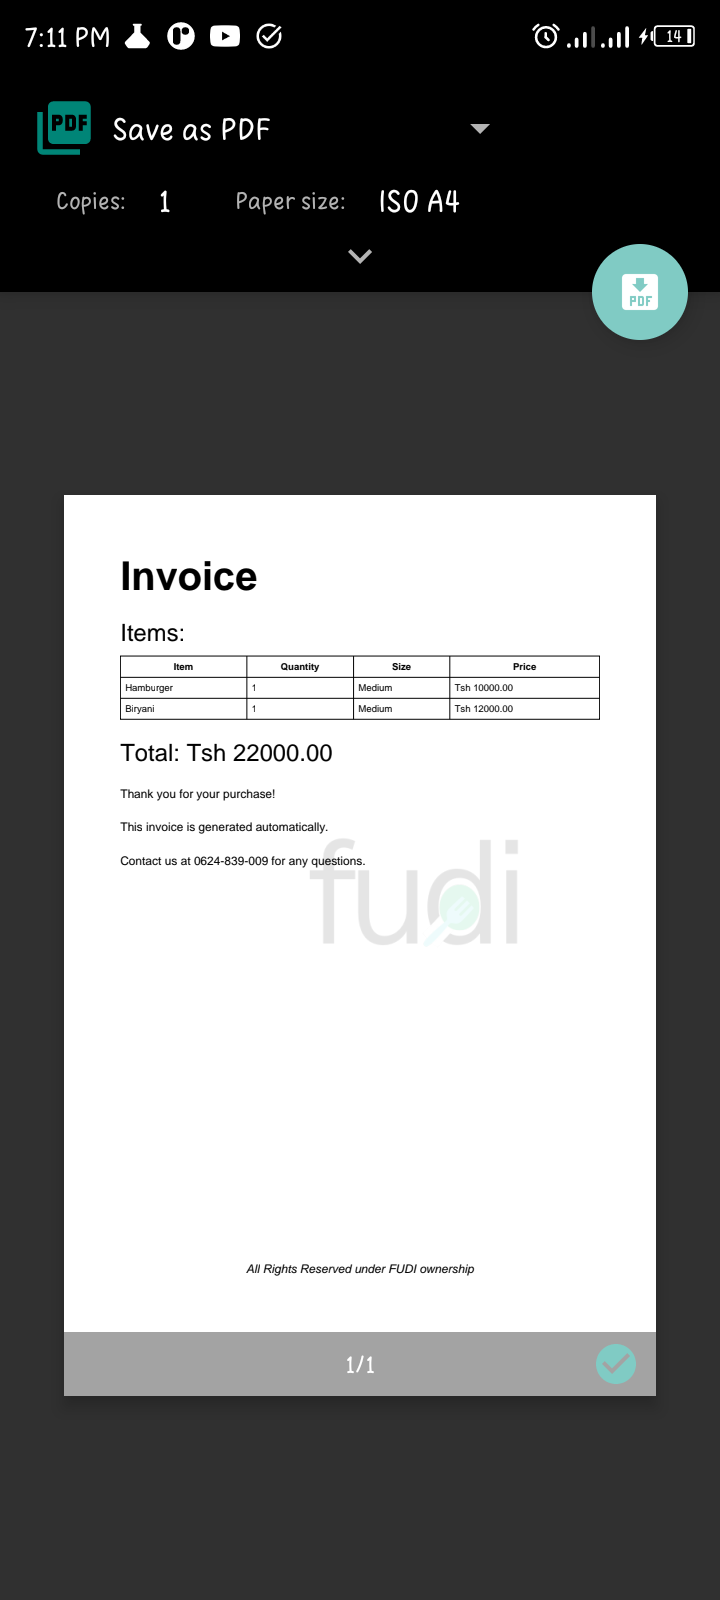 7:11 PM 14
PDF Save as PDF
Copies: 1 Paper size: ISO A4
PDF
Invoice
Items:
Item Quantity Size Price
Hamburger 1 Medium Tsh 10000.00
Biryani 1 Medium Tsh 12000.00
Total: Tsh 22000.00
Thank you for your purchase!
This invoice is generated automatically.
Contact us at 0624-839-009 for any questions.
fudi
All Rights Reserved under FUDI ownership
1/1